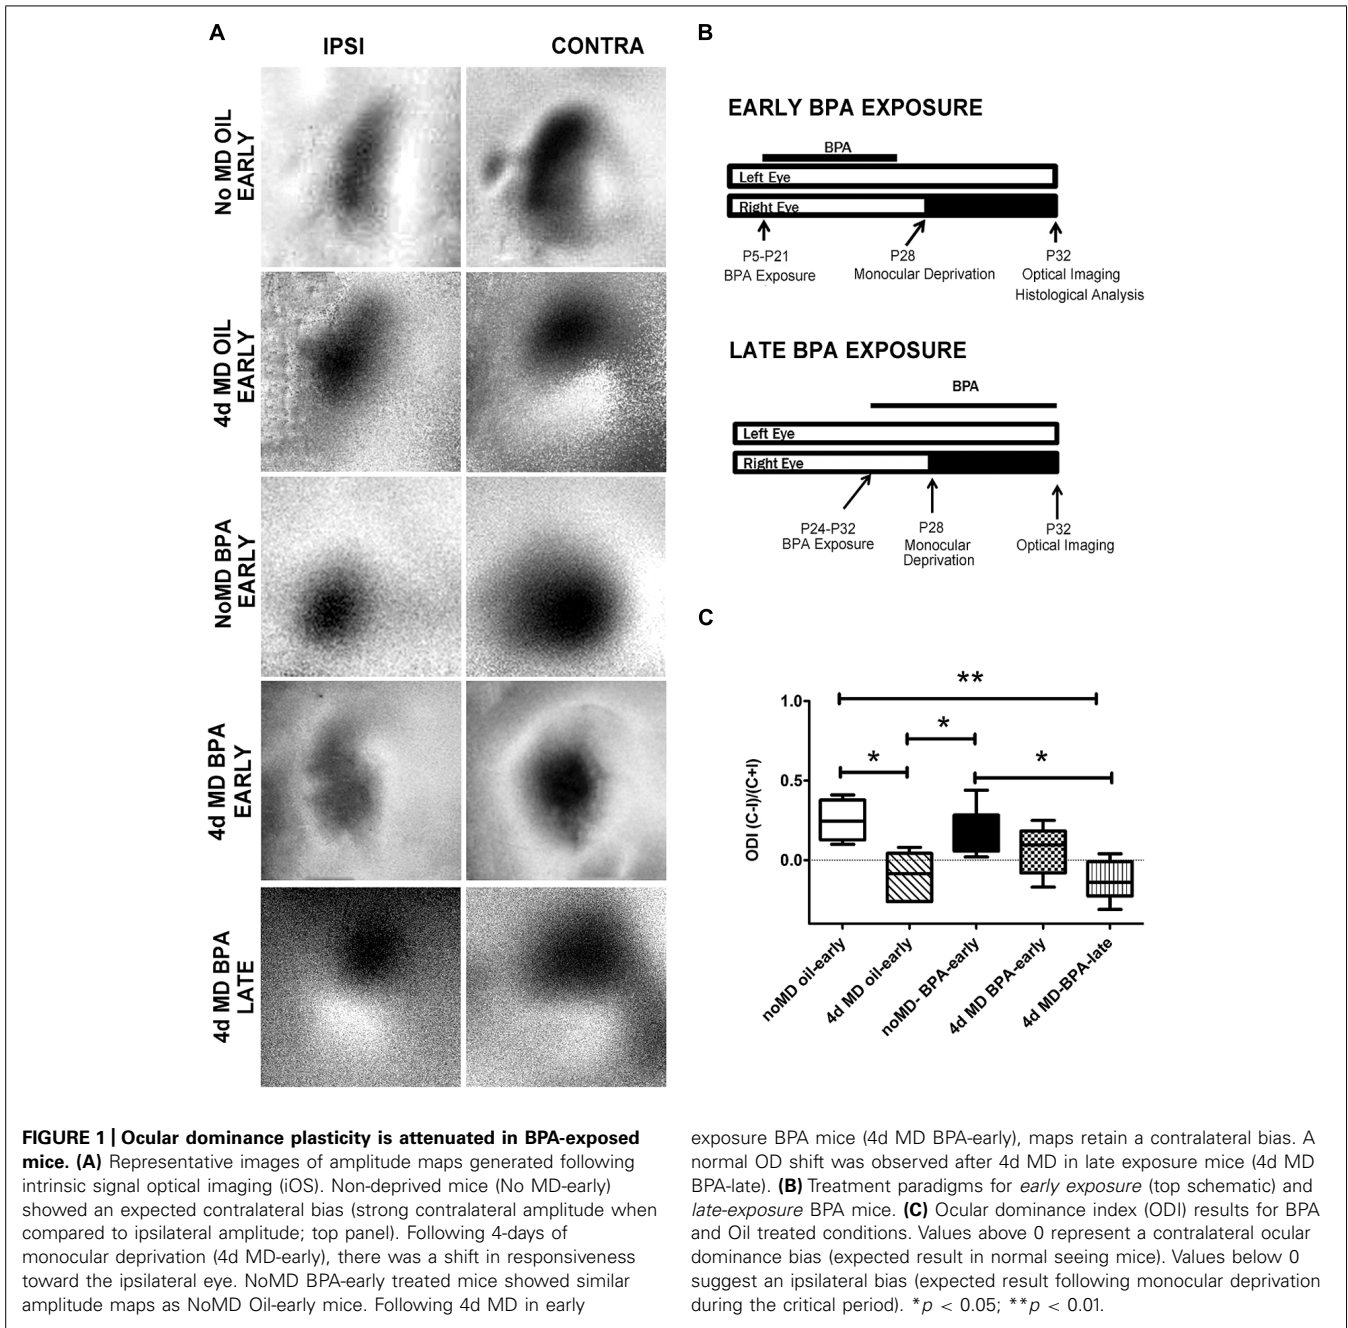 A
IPSI
CONTRA
No MD OIL
EARLY
4d MD OIL
EARLY
NoMD BPA
EARLY
4d MD BPA
EARLY
4d MD BPA
LATE
B
EARLY BPA EXPOSURE
BPA
Left Eye
Right Eye
P5-P21
BPA Exposure
P28
Monocular Deprivation
P32
Optical Imaging
Histological Analysis
LATE BPA EXPOSURE
BPA
Left Eye
Right Eye
P24-P32
BPA Exposure
P28
Monocular
Deprivation
P32
Optical Imaging
C
ODI (C-I)/(C+I)
1.0
0.5
0.0
**
*
*
*
noMD oil-early
4d MD oil-early
noMD- BPA-early
4d MD BPA-early
4d MD-BPA-late
FIGURE 1 | Ocular dominance plasticity is attenuated in BPA-exposed
mice. (A) Representative images of amplitude maps generated following
intrinsic signal optical imaging (iOS). Non-deprived mice (No MD-early)
showed an expected contralateral bias (strong contralateral amplitude when
compared to ipsilateral amplitude; top panel). Following 4-days of
monocular deprivation (4d MD-early), there was a shift in responsiveness
toward the ipsilateral eye. NoMD BPA-early treated mice showed similar
amplitude maps as NoMD Oil-early mice. Following 4d MD in early
exposure BPA mice (4d MD BPA-early), maps retain a contralateral bias. A
normal OD shift was observed after 4d MD in late exposure mice (4d MD
BPA-late). (B) Treatment paradigms for early exposure (top schematic) and
late-exposure BPA mice. (C) Ocular dominance index (ODI) results for BPA
and Oil treated conditions. Values above 0 represent a contralateral ocular
dominance bias (expected result in normal seeing mice). Values below 0
suggest an ipsilateral bias (expected result following monocular deprivation
during the critical period). *p < 0.05; **p < 0.01.